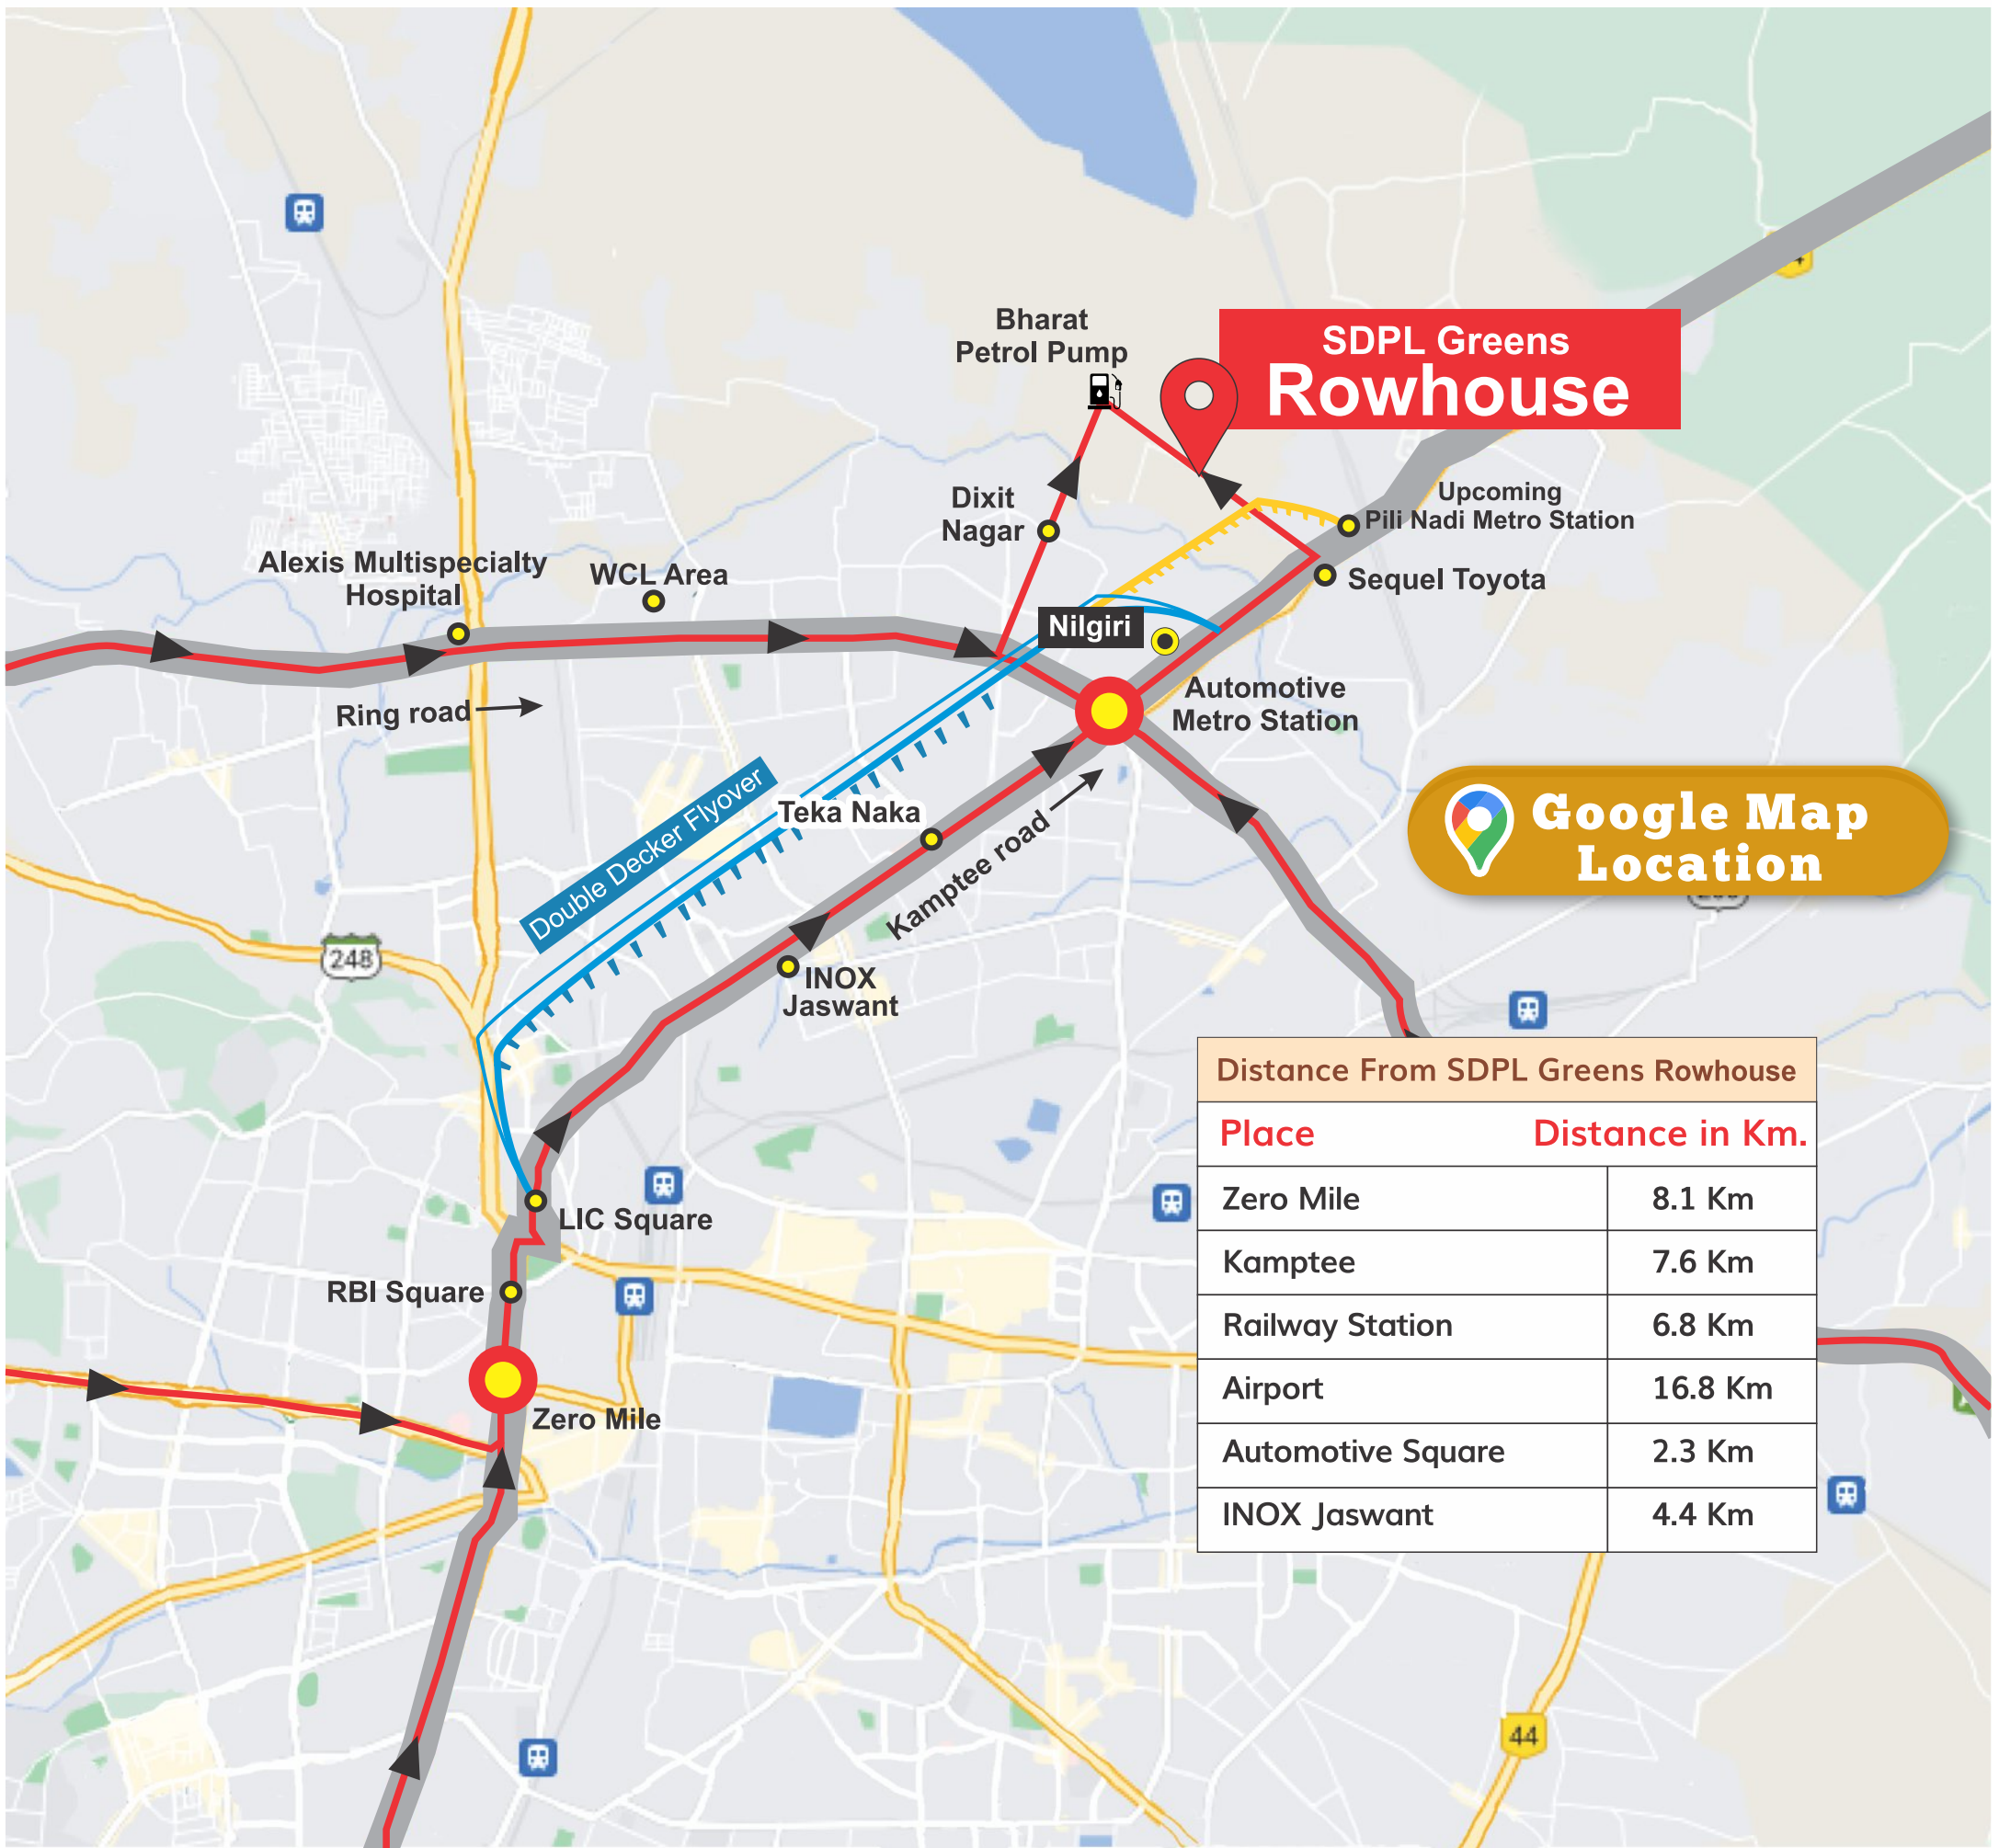 Bharat
Petrol Pump
SDPL Greens
Rowhouse
Dixit
Nagar
Upcoming
Pili Nadi Metro Station
Alexis Multispecialty
Hospital
WCL Area
Sequel Toyota
Nilgiri
Ring road
Automotive
Metro Station
Double Decker Flyover
Teka Naka
Kamptee road
Google Map
Location
248
INOX
Jaswant
LIC Square
RBI Square
Zero Mile
Distance From SDPL Greens Rowhouse
Place Distance in Km.
Zero Mile 8.1 Km
Kamptee 7.6 Km
Railway Station 6.8 Km
Airport 16.8 Km
Automotive Square 2.3 Km
INOX Jaswant 4.4 Km
44